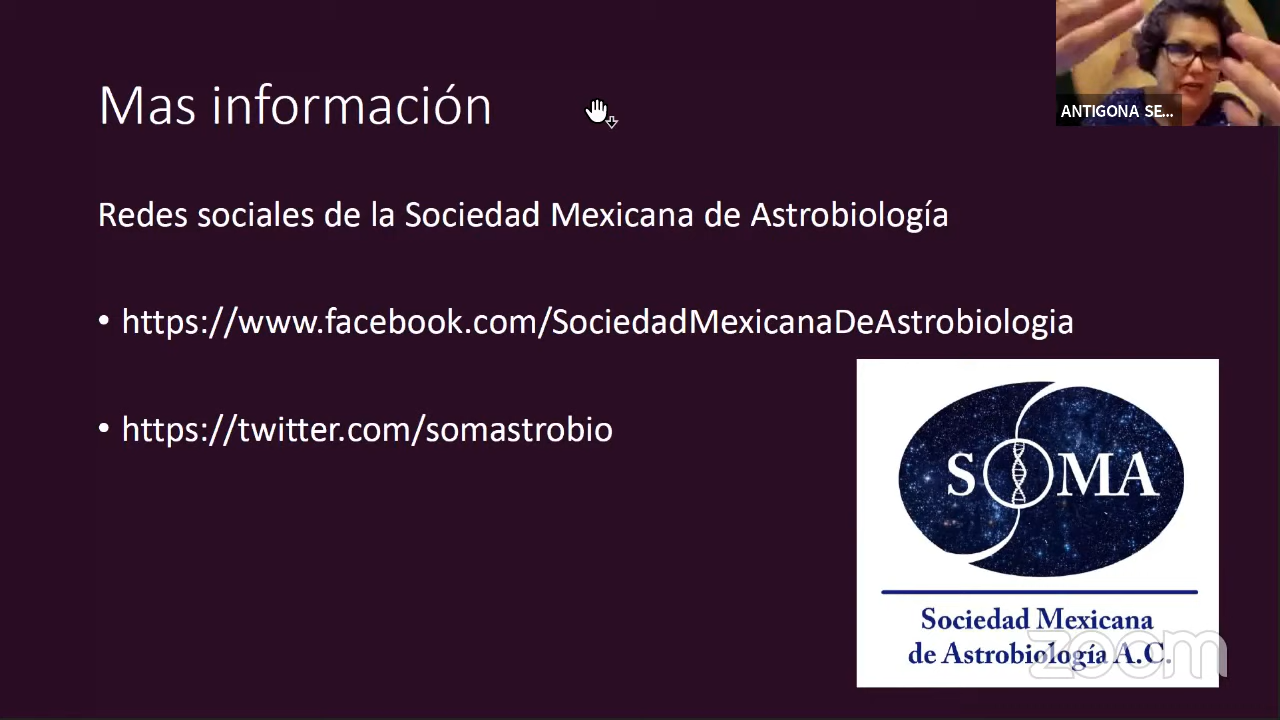 Mas información
ANTIGONA SE...
Redes sociales de la Sociedad Mexicana de Astrobiología
• https://www.facebook.com/SociedadMexicanaDeAstrobiologia
• https://twitter.com/somastrobio
SOMA
Sociedad Mexicana
de Astrobiología A.C.
zoom